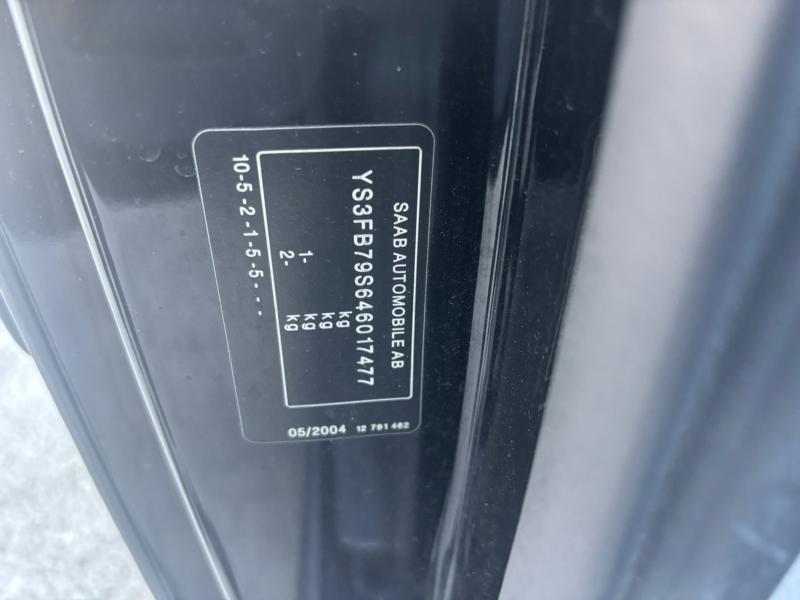 SAAB AUTOMOBILE AB
YS3FB79S646017477
kg
kg
1- kg
2- kg
10-5-2-1-5-5---
05/2004 12 791 462